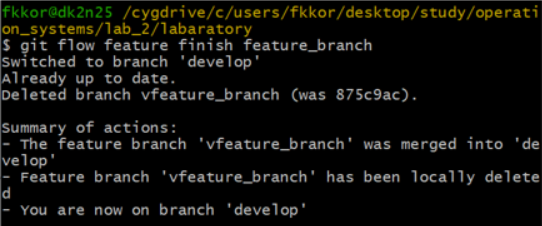 fkkor@dk2n25 /cygdrive/c/users/fkkor/desktop/study/operati
on_systems/lab_2/labaratory
$ git flow feature finish feature_branch
Switched to branch 'develop'
Already up to date.
Deleted branch vfeature_branch (was 875c9ac).

Summary of actions:
- The feature branch 'vfeature_branch' was merged into 'de
velop'
- Feature branch 'vfeature_branch' has been locally delete
d
- You are now on branch 'develop'